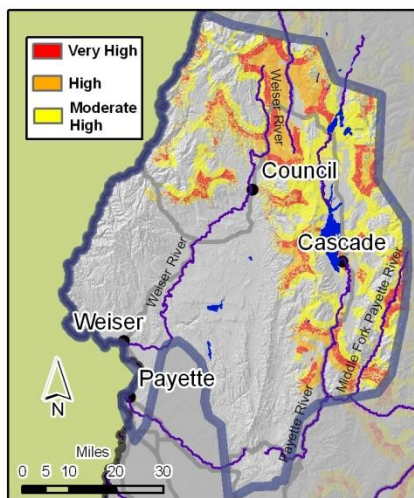 Very High
High
Moderate
High
Weiser River
Council
Cascade
Weiser River
Middle Fork Payette River
Weiser
Payette
Payette River
N
Miles
0 5 10 20 30